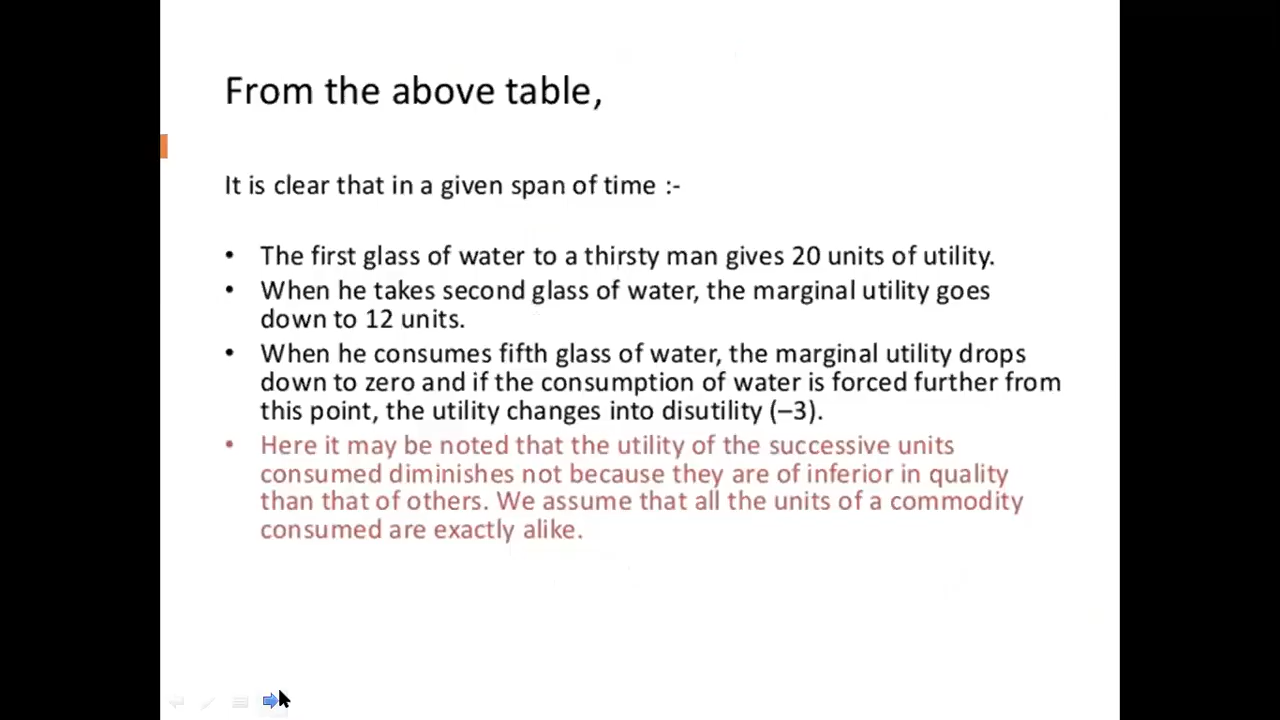 From the above table,
It is clear that in a given span of time :-
• The first glass of water to a thirsty man gives 20 units of utility.
• When he takes second glass of water, the marginal utility goes
down to 12 units.
• When he consumes fifth glass of water, the marginal utility drops
down to zero and if the consumption of water is forced further from
this point, the utility changes into disutility (–3).
• Here it may be noted that the utility of the successive units
consumed diminishes not because they are of inferior in quality
than that of others. We assume that all the units of a commodity
consumed are exactly alike.